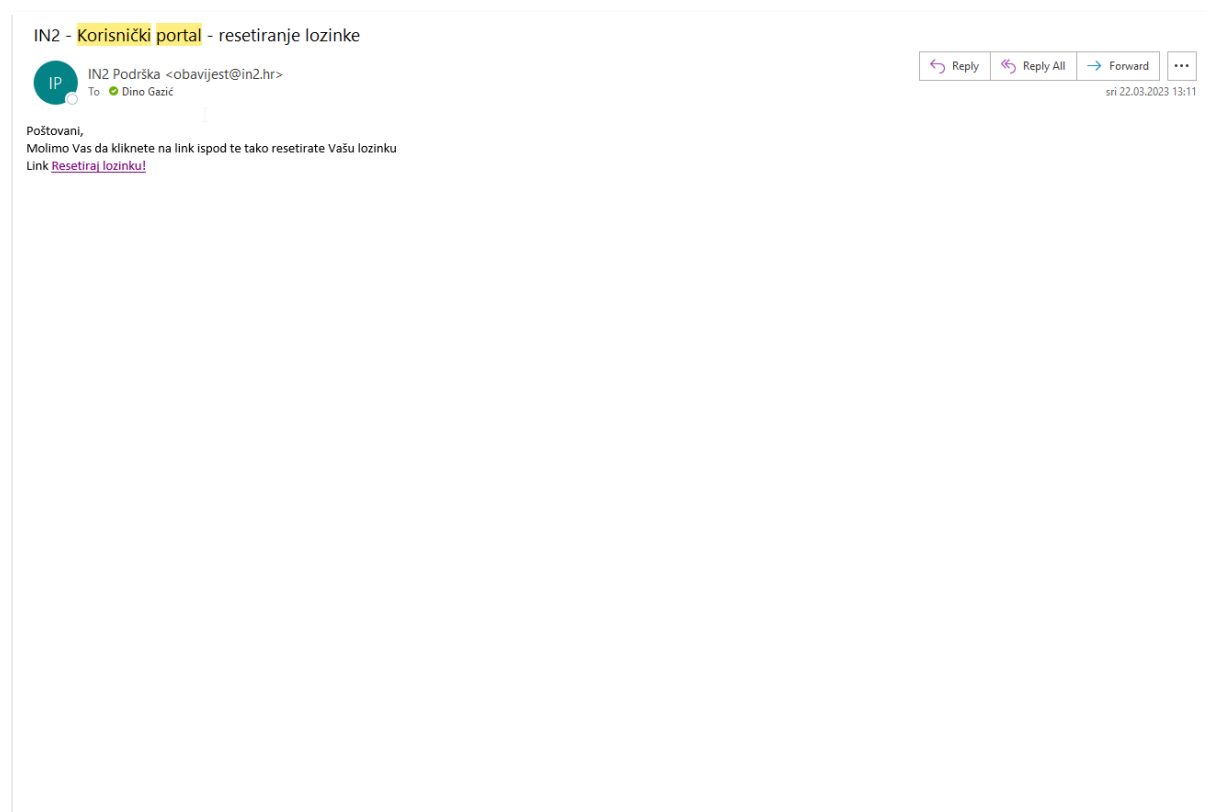 IN2 - Korisnički portal - resetiranje lozinke
IP
IN2 Podrška <obavijest@in2.hr>
To Dino Gazić
Reply
Reply All
Forward
sri 22.03.2023 13:11
Poštovani,
Molimo Vas da kliknete na link ispod te tako resetirate Vašu lozinku
Link Resetiraj lozinku!